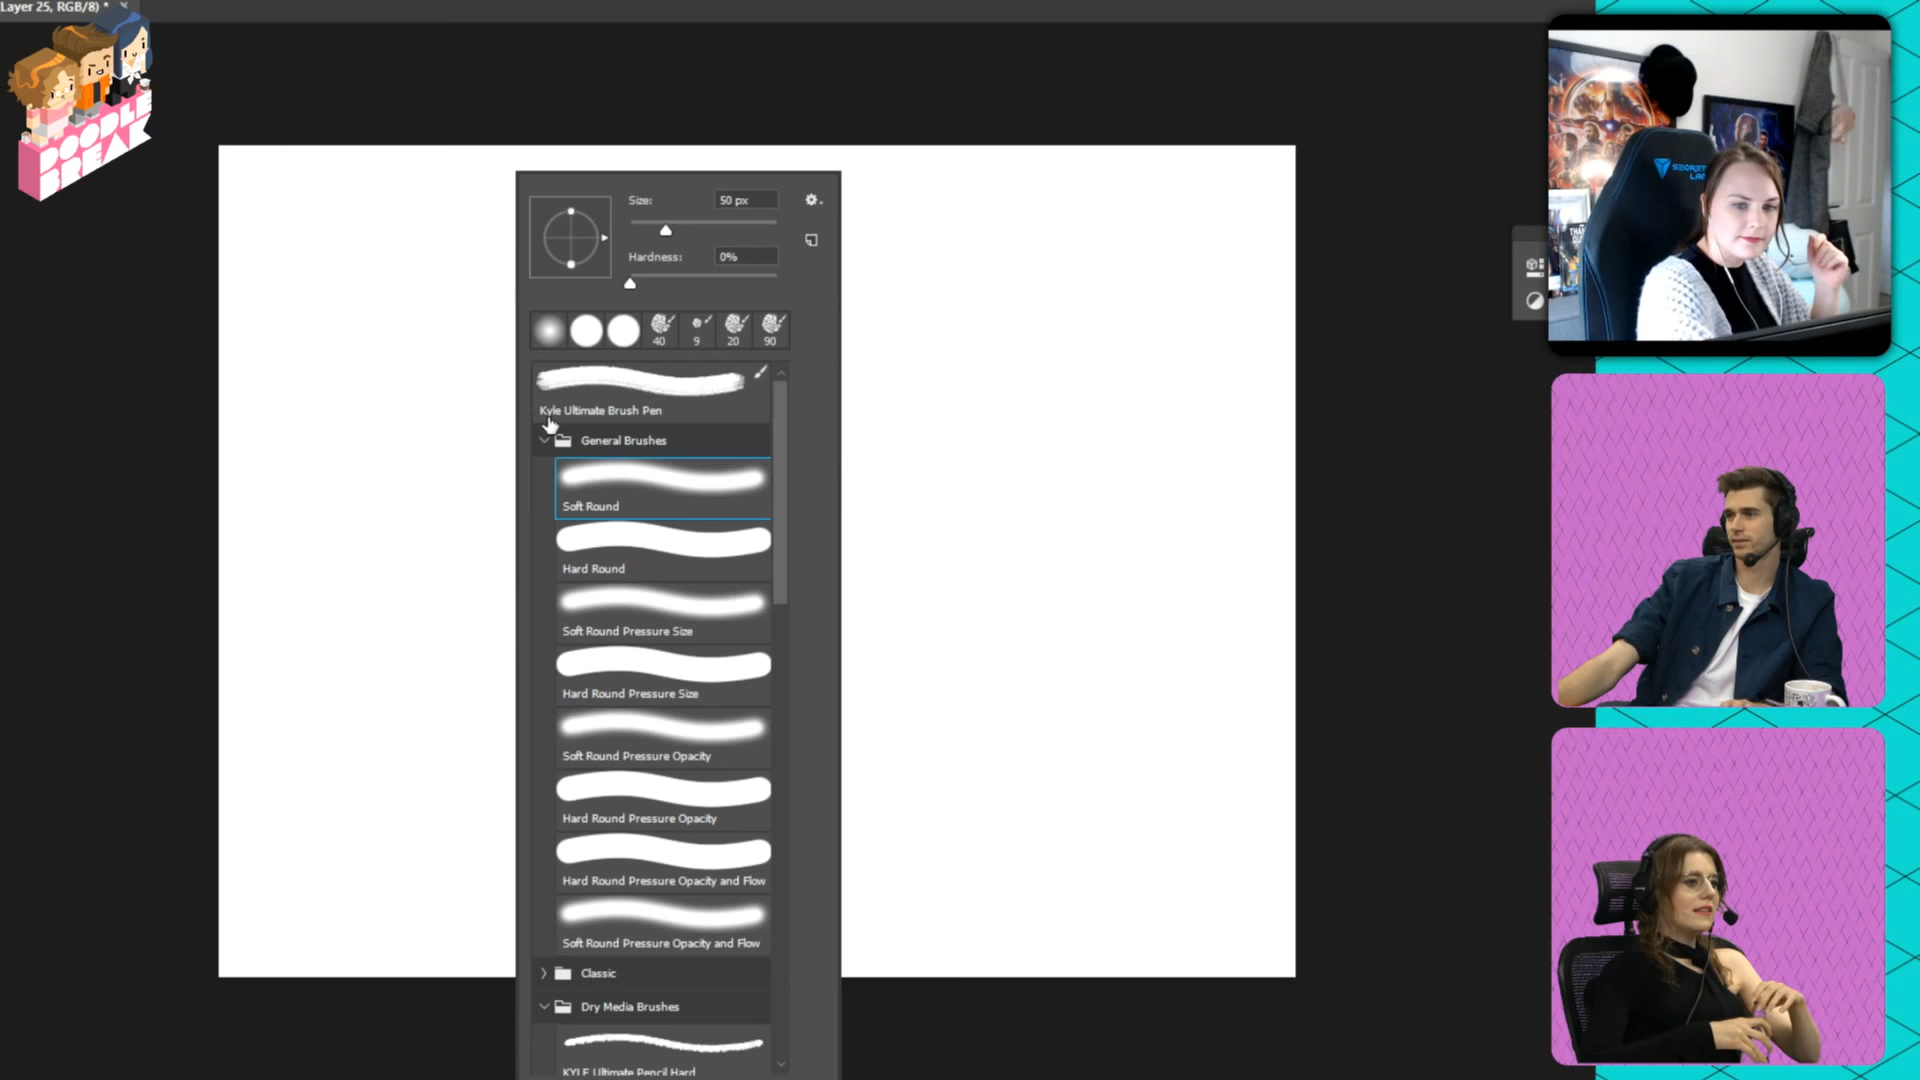 Layer 25, RGB/8) *
DOODLE
BREAK
Size:
50 px
Hardness:
0%
40
9
20
90
Kyle Ultimate Brush Pen
General Brushes
Soft Round
Hard Round
Soft Round Pressure Size
Hard Round Pressure Size
Soft Round Pressure Opacity
Hard Round Pressure Opacity
Hard Round Pressure Opacity and Flow
Soft Round Pressure Opacity and Flow
Classic
Dry Media Brushes
KYLE Ultimate Pencil Hard
SECRET
LAB